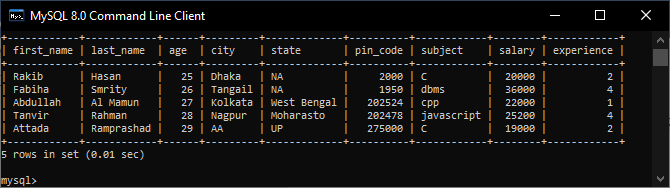 MySQL 8.0 Command Line Client
+------------+------------+------+---------+-------------+----------+------------+--------+------------+
| first_name | last_name  | age  | city    | state       | pin_code | subject    | salary | experience |
+------------+------------+------+---------+-------------+----------+------------+--------+------------+
| Rakib      | Hasan      |   25 | Dhaka   | NA          |     2000 | C          |  20000 |          2 |
| Fabiha     | Smrity     |   26 | Tangail | NA          |     1950 | dbms       |  36000 |          4 |
| Abdullah   | Al Mamun   |   27 | Kolkata | West Bengal |   202524 | cpp        |  22000 |          1 |
| Tanvir     | Rahman     |   28 | Nagpur  | Moharasto   |   202478 | javascript |  25200 |          4 |
| Attada     | Ramprashad |   29 | AA      | UP          |   275000 | C          |  19000 |          2 |
+------------+------------+------+---------+-------------+----------+------------+--------+------------+
5 rows in set (0.01 sec)
mysql>